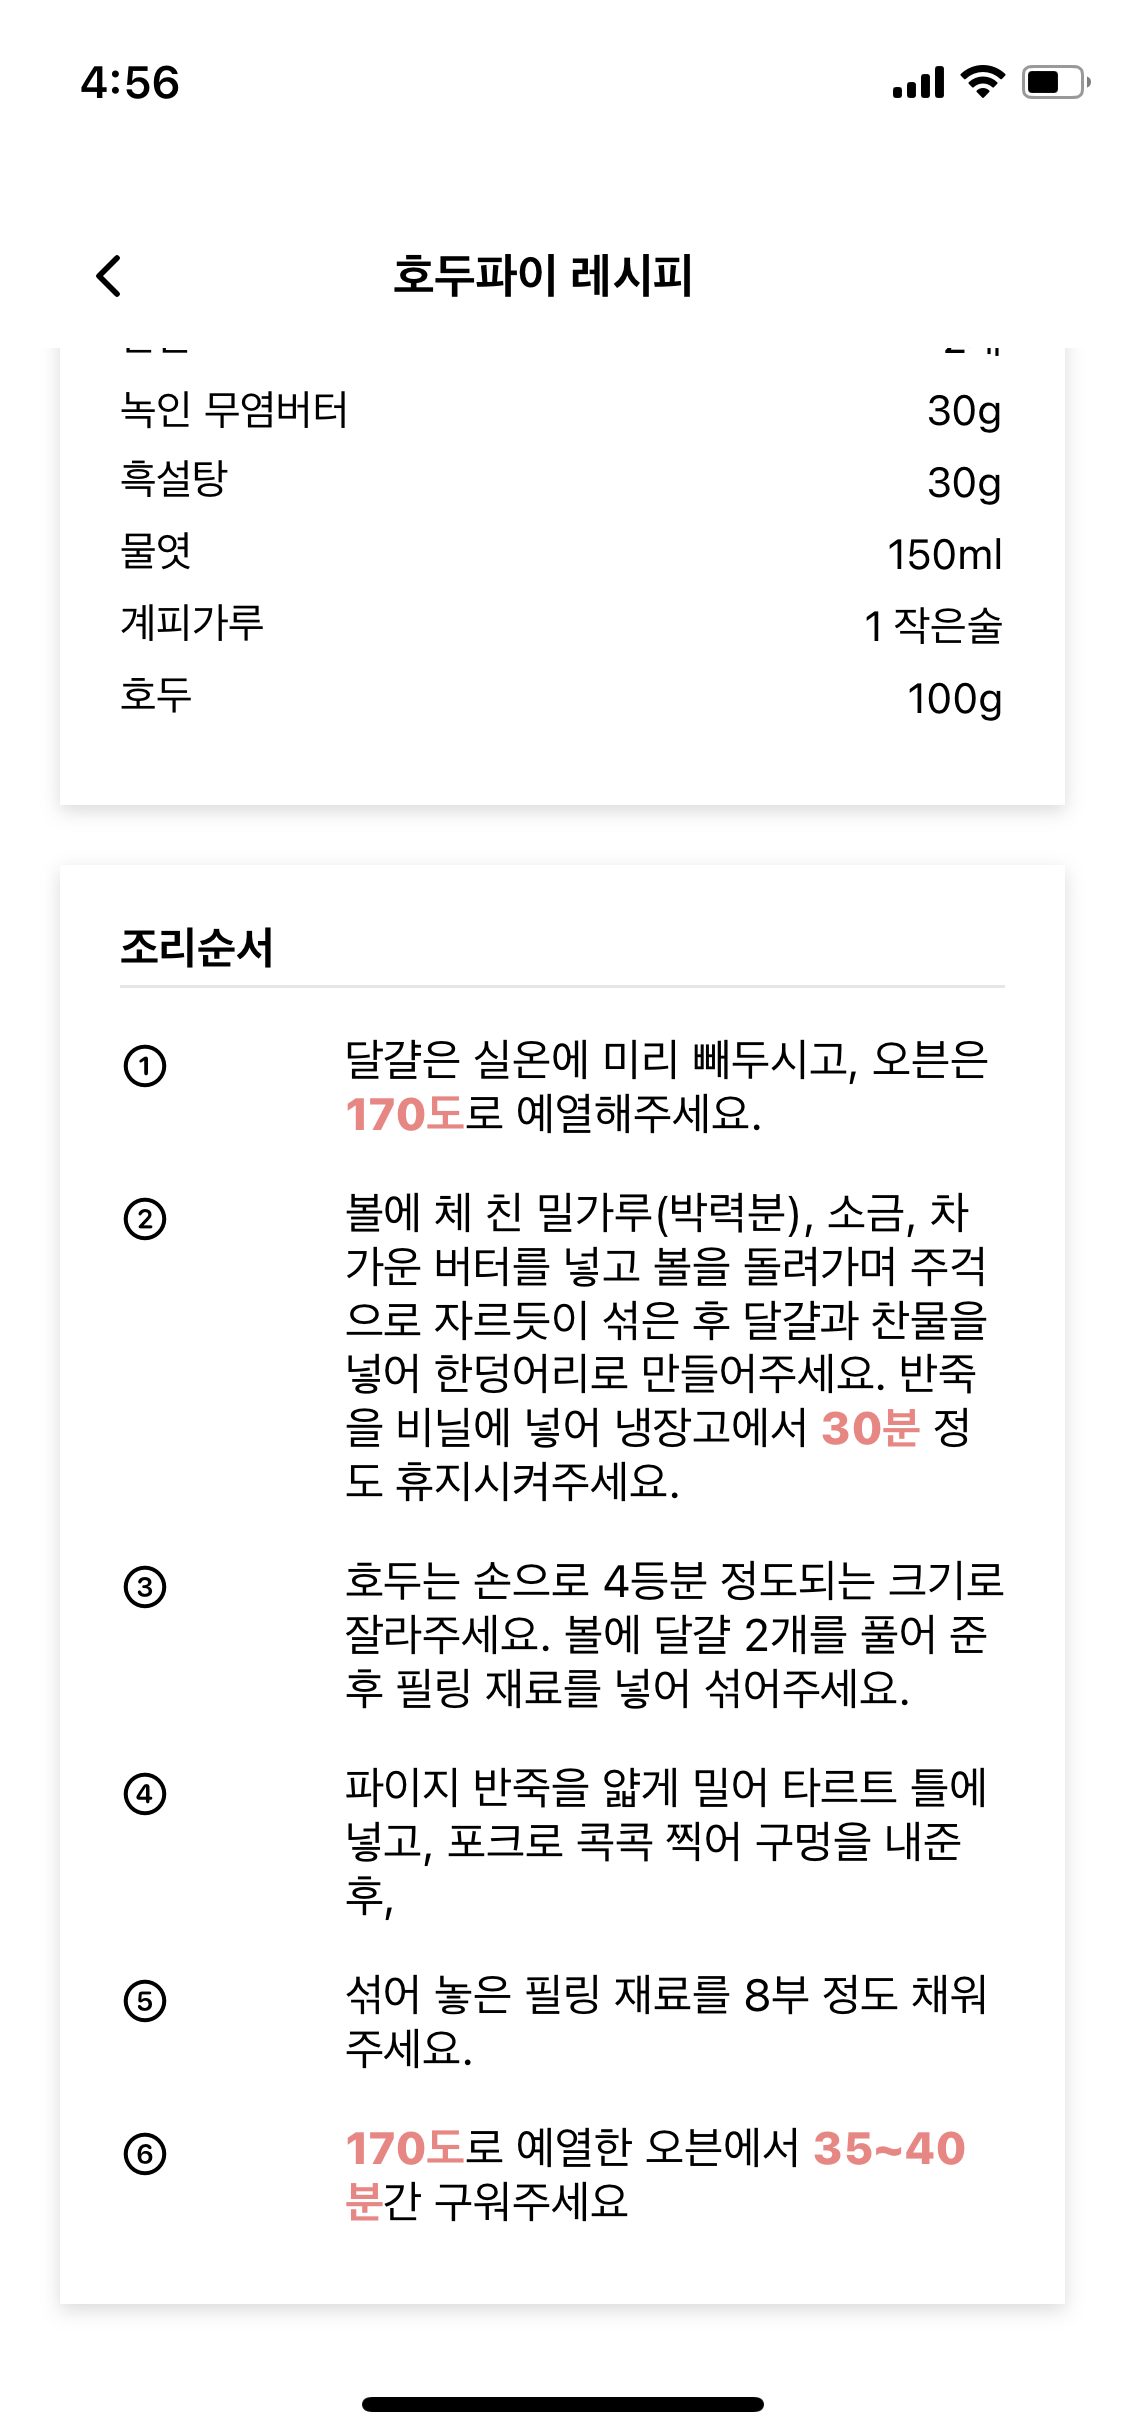 4:56
호두파이 레시피
녹인 무염버터 30g
흑설탕 30g
물엿 150ml
계피가루 1 작은술
호두 100g
조리순서
① 달걀은 실온에 미리 빼두시고, 오븐은
170도로 예열해주세요.
② 볼에 체 친 밀가루(박력분), 소금, 차
가운 버터를 넣고 볼을 돌려가며 주걱
으로 자르듯이 섞은 후 달걀과 찬물을
넣어 한덩어리로 만들어주세요. 반죽
을 비닐에 넣어 냉장고에서 30분 정
도 휴지시켜주세요.
③ 호두는 손으로 4등분 정도되는 크기로
잘라주세요. 볼에 달걀 2개를 풀어 준
후 필링 재료를 넣어 섞어주세요.
④ 파이지 반죽을 얇게 밀어 타르트 틀에
넣고, 포크로 콕콕 찍어 구멍을 내준
후,
⑤ 섞어 놓은 필링 재료를 8부 정도 채워
주세요.
⑥ 170도로 예열한 오븐에서 35~40
분간 구워주세요